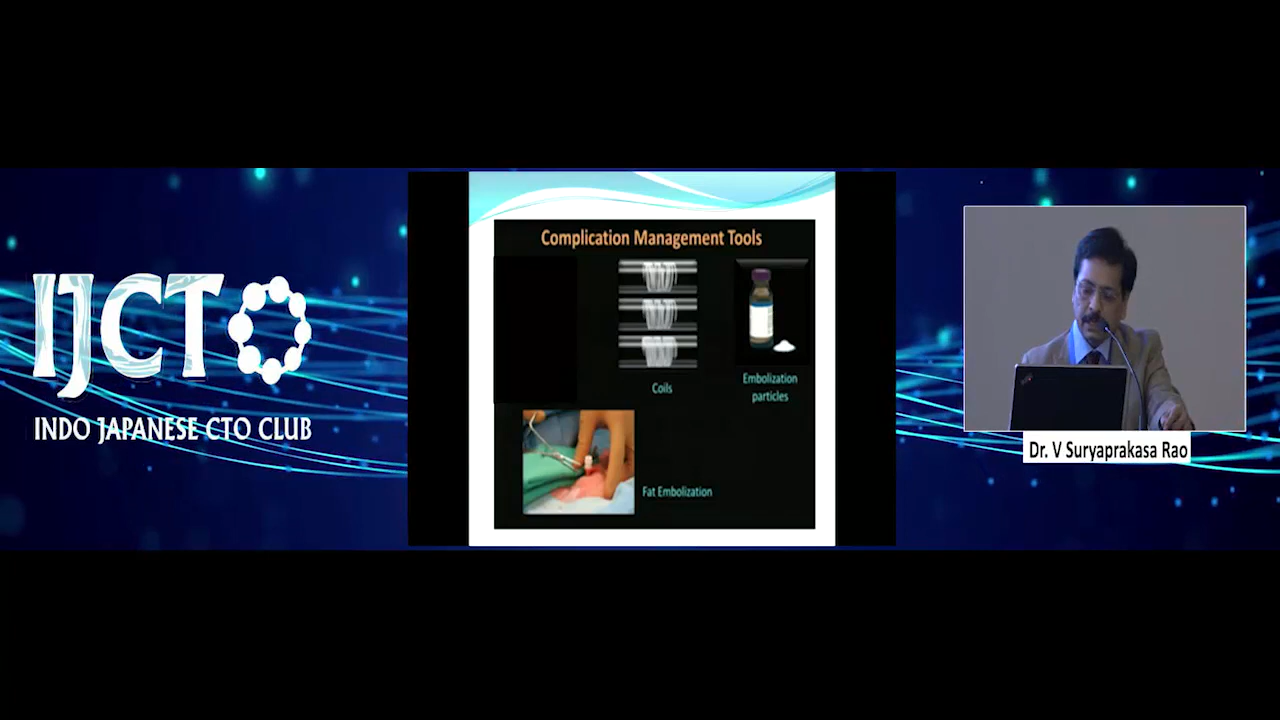 IJCTO
INDO JAPANESE CTO CLUB
Complication Management Tools
Coils
Embolization
particles
Fat Embolization
Dr. V Suryaprakasa Rao